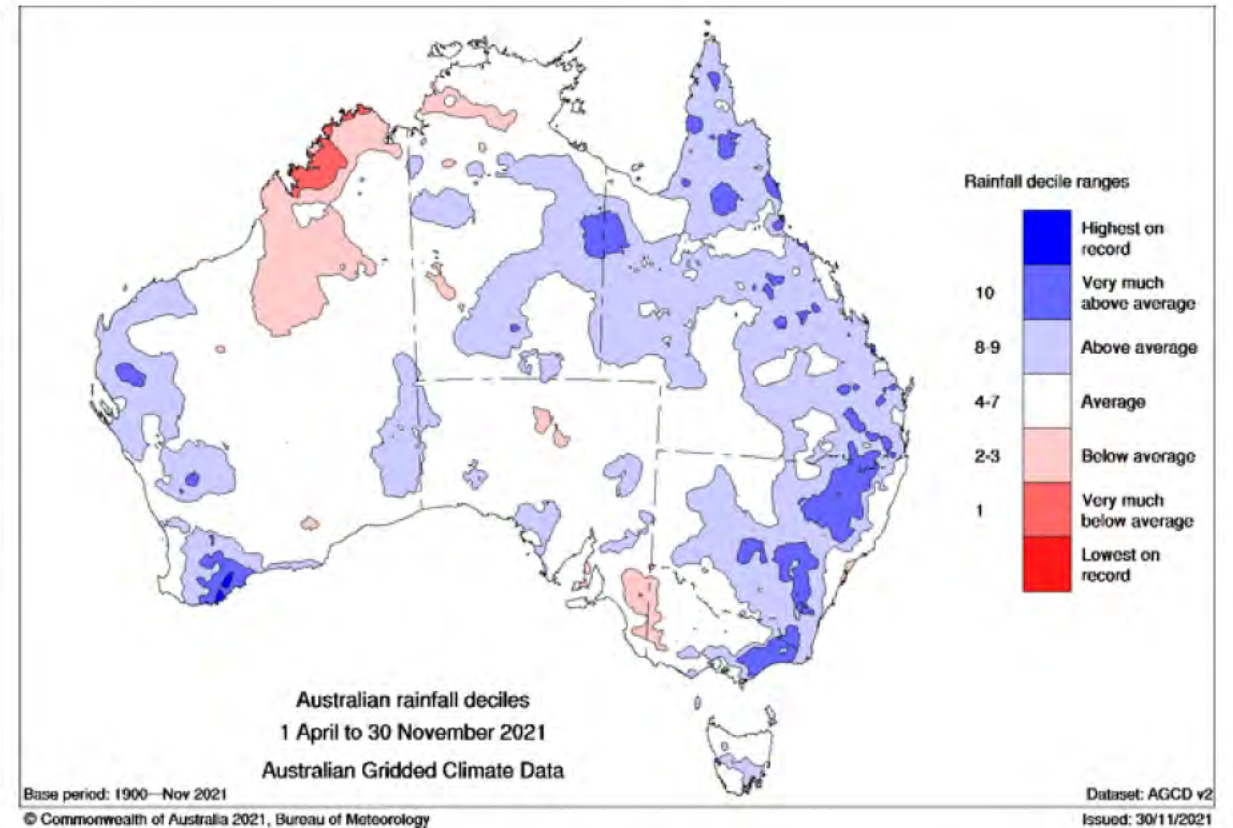 Rainfall decile ranges
Highest on
record
10
Very much
above average
8-9
Above average
4-7
Average
2-3
Below average
1
Very much
below average
Lowest on
record
Australian rainfall deciles
1 April to 30 November 2021
Australian Gridded Climate Data
Base period: 1900—Nov 2021
Dataset: AGCD v2
© Commonwealth of Australia 2021, Bureau of Meteorology
Issued: 30/11/2021